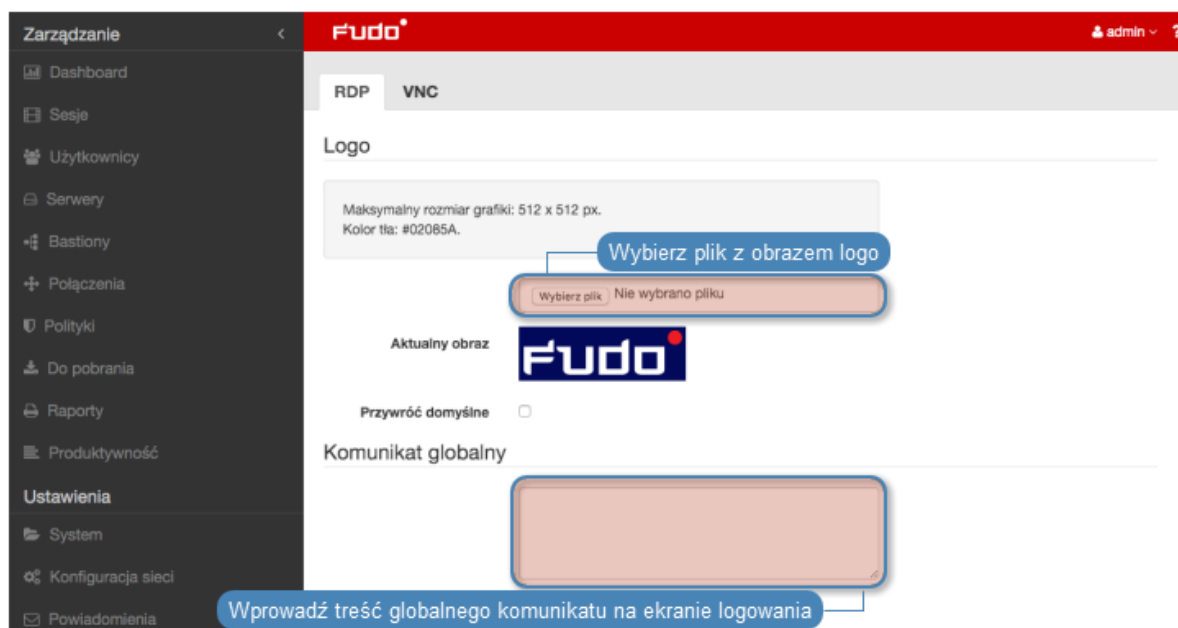 Zarządzanie
Dashboard
Sesje
Użytkownicy
Serwery
Bastiony
Połączenia
Polityki
Do pobrania
Raporty
Produktywność
Ustawienia
System
Konfiguracja sieci
Powiadomienia
FUDO
admin ?
RDP VNC
Logo
Maksymalny rozmiar grafiki: 512 x 512 px.
Kolor tła: #02085A.
Wybierz plik z obrazem logo
Wybierz plik Nie wybrano pliku
Aktualny obraz
FUDO
Przywróć domyślne
Komunikat globalny
Wprowadź treść globalnego komunikatu na ekranie logowania